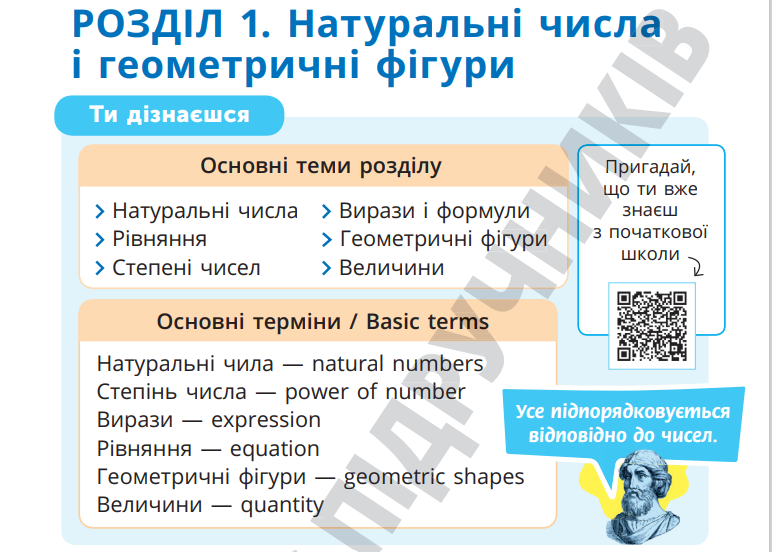 РОЗДІЛ 1. Натуральні числа
і геометричні фігури
Ти дізнаєшся
Основні теми розділу
Натуральні числа
Рівняння
Степені чисел
Вирази і формули
Геометричні фігури
Величини
Пригадай,
що ти вже
знаєш
з початкової
школи
Основні терміни / Basic terms
Натуральні чила — natural numbers
Степінь числа — power of number
Вирази — expression
Рівняння — equation
Геометричні фігури — geometric shapes
Величини — quantity
Усе підпорядковується
відповідно до чисел.
ПІДРУЧНИКІВ